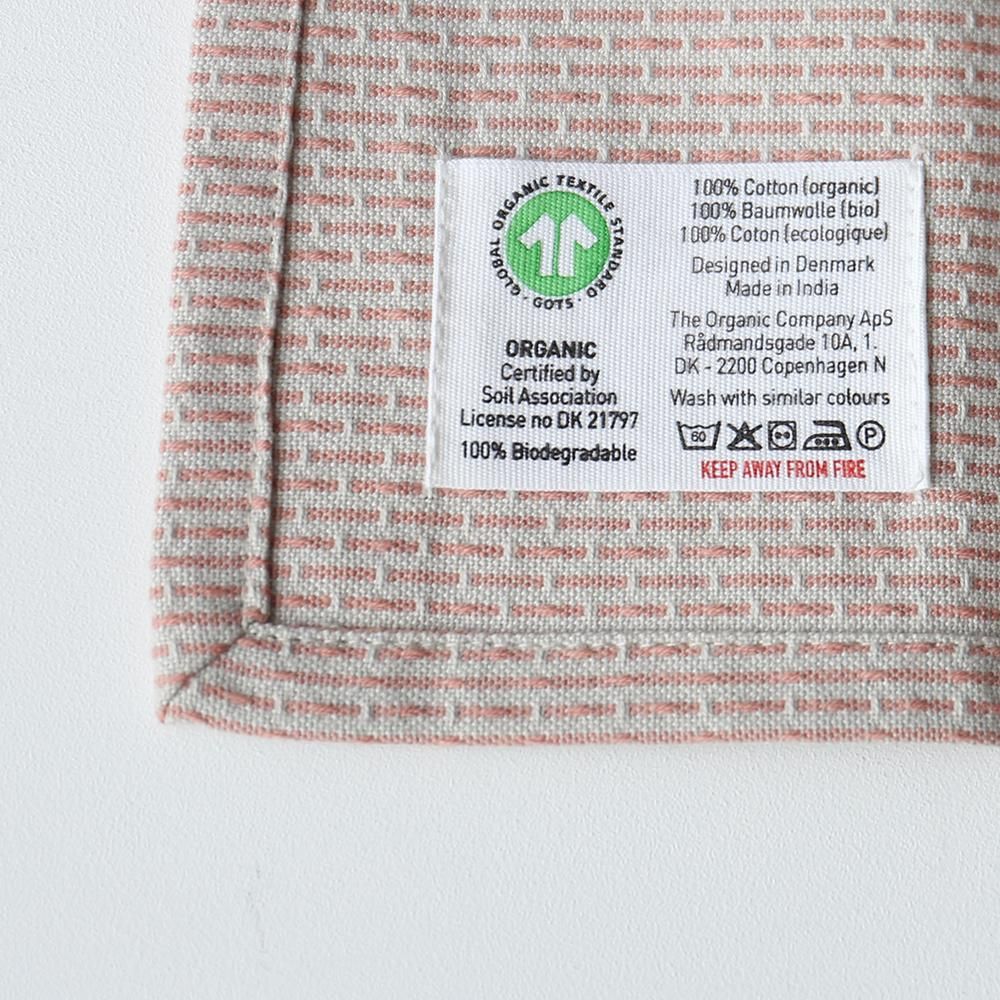 GLOBAL ORGANIC TEXTILE STANDARD
· GOTS ·
ORGANIC
Certified by
Soil Association
License no DK 21797
100% Biodegradable
100% Cotton (organic)
100% Baumwolle (bio)
100% Coton (ecologique)
Designed in Denmark
Made in India
The Organic Company ApS
Rådmandsgade 10A, 1.
DK - 2200 Copenhagen N
Wash with similar colours
60
P
KEEP AWAY FROM FIRE